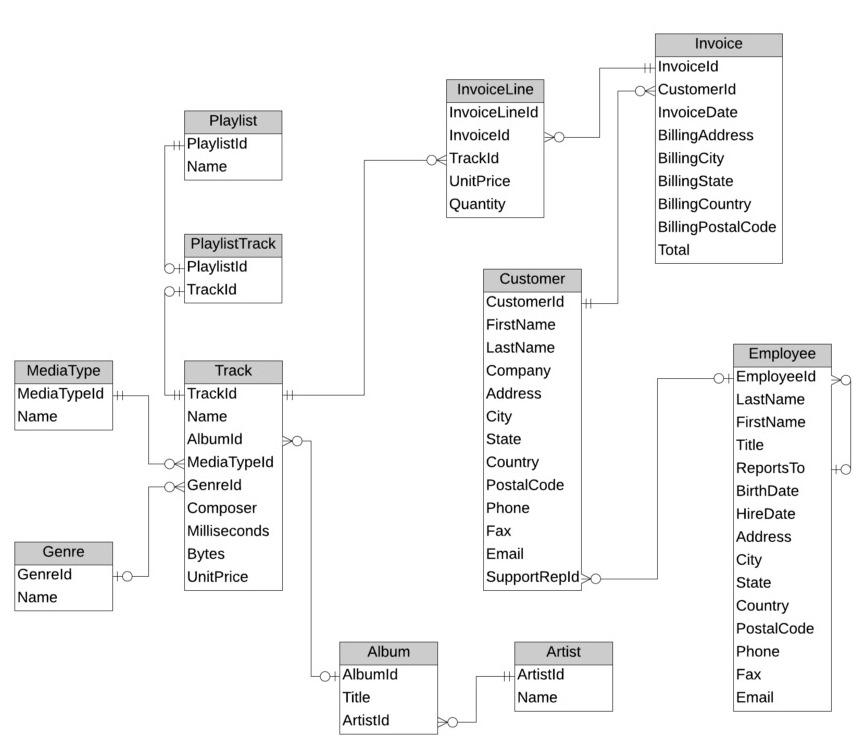 Invoice
InvoiceId
CustomerId
InvoiceDate
BillingAddress
BillingCity
BillingState
BillingCountry
BillingPostalCode
Total
InvoiceLine
InvoiceLineId
InvoiceId
TrackId
UnitPrice
Quantity
Playlist
PlaylistId
Name
PlaylistTrack
PlaylistId
TrackId
Customer
CustomerId
FirstName
LastName
Company
Address
City
State
Country
PostalCode
Phone
Fax
Email
SupportRepId
Employee
EmployeeId
LastName
FirstName
Title
ReportsTo
BirthDate
HireDate
Address
City
State
Country
PostalCode
Phone
Fax
Email
MediaType
MediaTypeId
Name
Track
TrackId
Name
AlbumId
MediaTypeId
GenreId
Composer
Milliseconds
Bytes
UnitPrice
Genre
GenreId
Name
Album
AlbumId
Title
ArtistId
Artist
ArtistId
Name